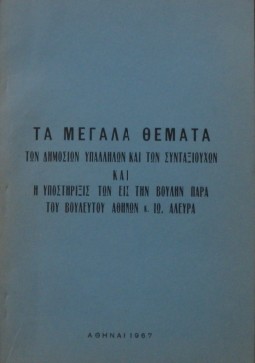 ΤΑ ΜΕΓΑΛΑ ΘΕΜΑΤΑ
ΤΩΝ ΔΗΜΟΣΙΩΝ ΥΠΑΛΛΗΛΩΝ ΚΑΙ ΤΩΝ ΣΥΝΤΑΞΙΟΥΧΩΝ
ΚΑΙ
Η ΥΠΟΣΤΗΡΙΞΙΣ ΤΩΝ ΕΙΣ ΤΗΝ ΒΟΥΛΗΝ ΠΑΡΑ
ΤΟΥ ΒΟΥΛΕΥΤΟΥ ΑΘΗΝΩΝ κ. ΙΩ. ΑΛΕΥΡΑ
ΑΘΗΝΑΙ 1967